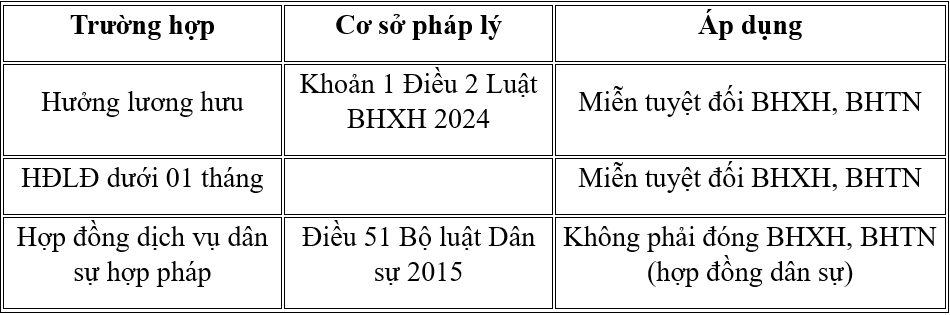 Trường hợp
Cơ sở pháp lý
Áp dụng
Hưởng lương hưu
Khoản 1 Điều 2 Luật
BHXH 2024
Miễn tuyệt đối BHXH, BHTN
HĐLĐ dưới 01 tháng
Miễn tuyệt đối BHXH, BHTN
Hợp đồng dịch vụ dân
sự hợp pháp
Điều 51 Bộ luật Dân
sự 2015
Không phải đóng BHXH, BHTN
(hợp đồng dân sự)